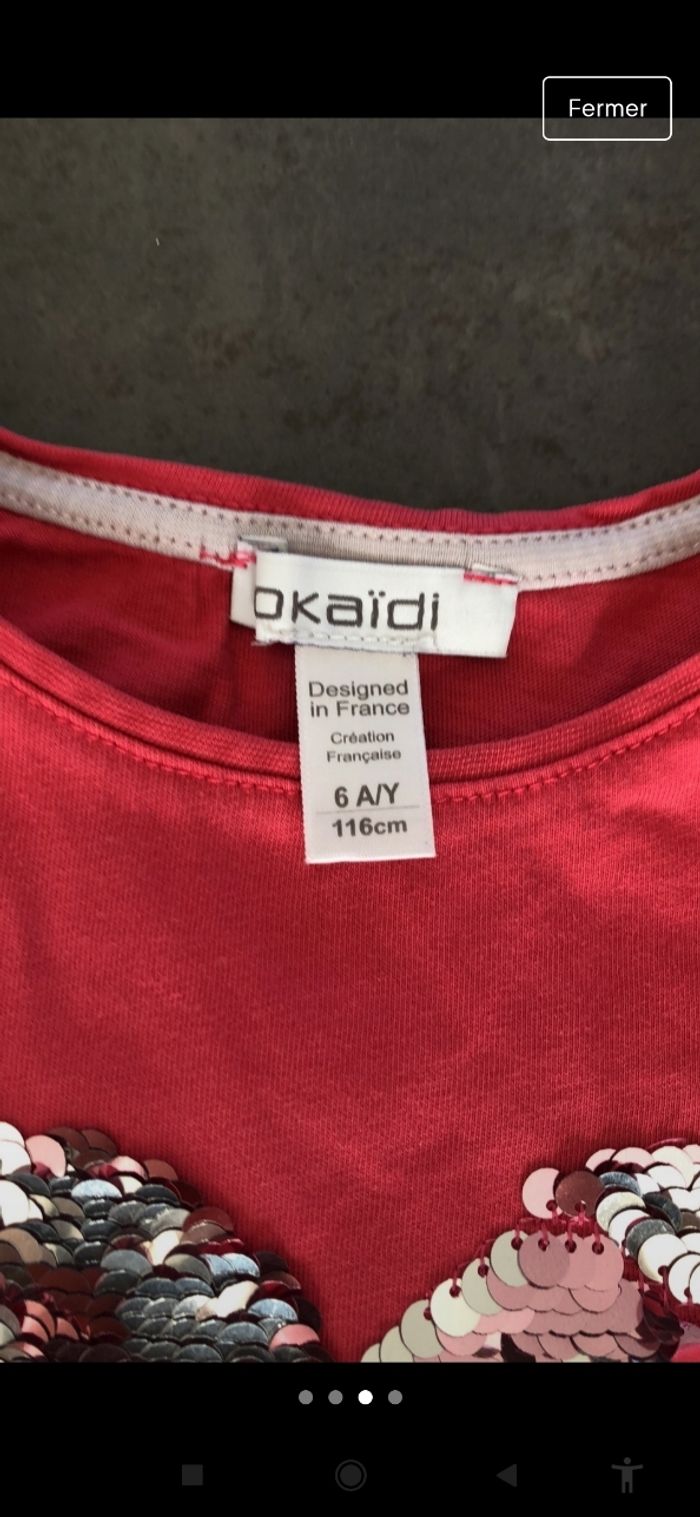 Fermer
okaïdi
Designed
in France
Création
Française
6 A/Y
116cm